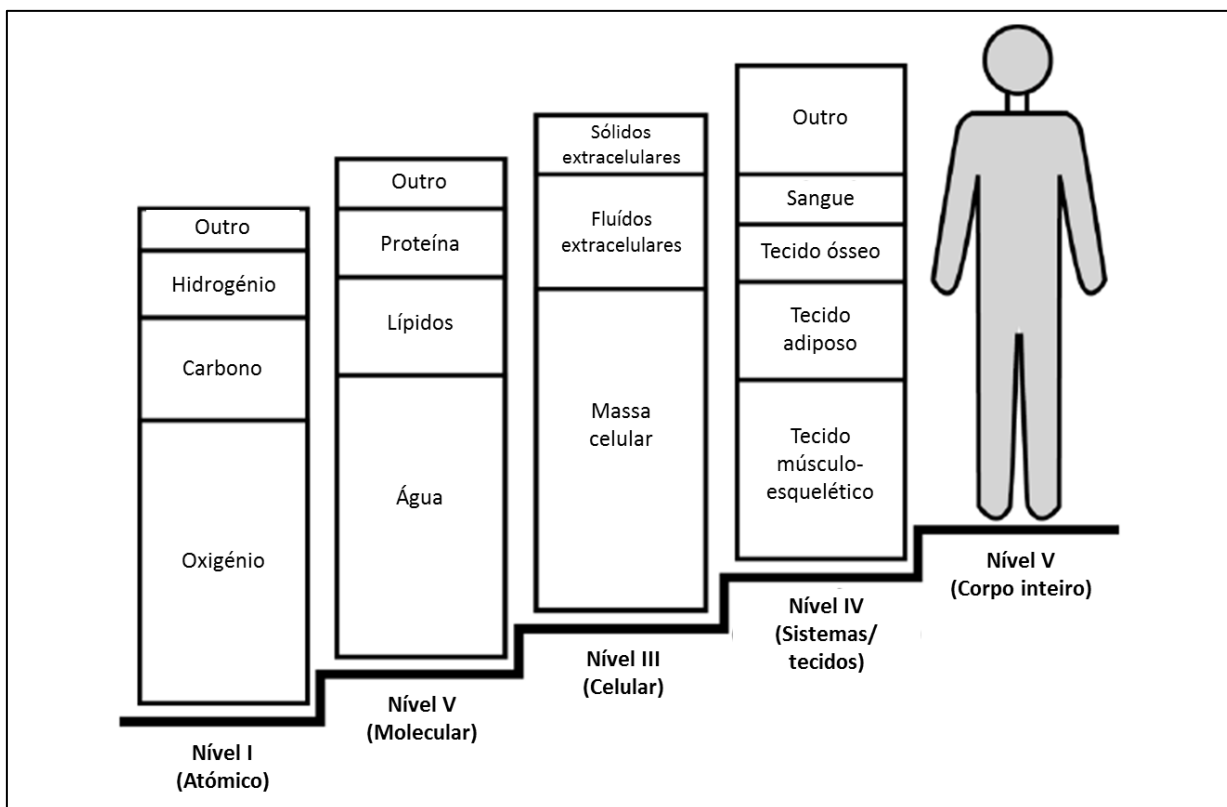 Outro
Hidrogénio
Carbono
Oxigénio
Nível I
(Atómico)
Outro
Proteína
Lípidos
Água
Nível V
(Molecular)
Sólidos
extracelulares
Fluídos
extracelulares
Massa
celular
Nível III
(Celular)
Outro
Sangue
Tecido ósseo
Tecido
adiposo
Tecido
músculo-
esquelético
Nível IV
(Sistemas/
tecidos)
Nível V
(Corpo inteiro)